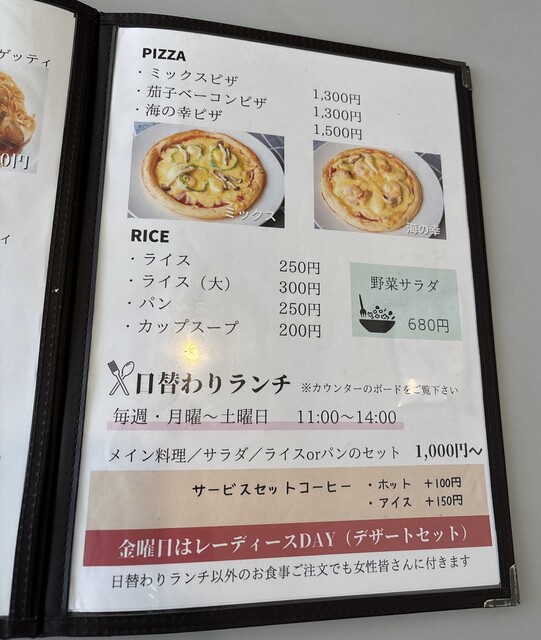 ゲッティ
0円
ィ
PIZZA
・ミックスピザ 1,300円
・茄子ベーコンピザ 1,300円
・海の幸ピザ 1,500円
ミックス
海の幸
RICE
・ライス 250円
・ライス（大） 300円
・パン 250円
・カップスープ 200円
野菜サラダ
680円
日替わりランチ ※カウンターのボードをご覧下さい
毎週・月曜〜土曜日 11:00〜14:00
メイン料理／サラダ／ライスorパンのセット 1,000円〜
サービスセットコーヒー ・ホット ＋100円
・アイス ＋150円
金曜日はレーディースDAY（デザートセット）
日替わりランチ以外のお食事ご注文でも女性皆さんに付きます